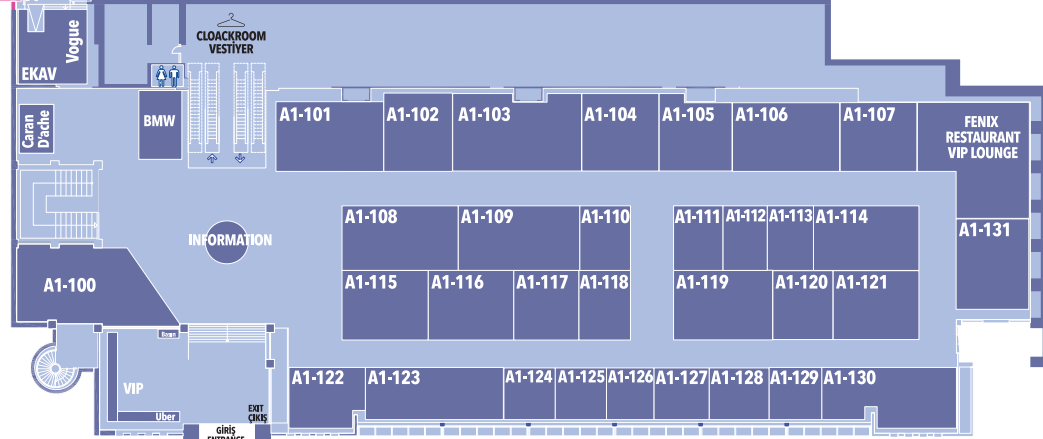 Vogue
EKAV
CLOACKROOM
VESTİYER
Caran
D'ache
BMW
A1-101
A1-102
A1-103
A1-104
A1-105
A1-106
A1-107
FENIX
RESTAURANT
VIP LOUNGE
A1-108
A1-109
A1-110
A1-111
A1-112
A1-113
A1-114
A1-131
INFORMATION
A1-100
A1-115
A1-116
A1-117
A1-118
A1-119
A1-120
A1-121
VIP
Uber
EXIT
ÇIKIŞ
GİRİŞ
ENTRANCE
A1-122
A1-123
A1-124
A1-125
A1-126
A1-127
A1-128
A1-129
A1-130